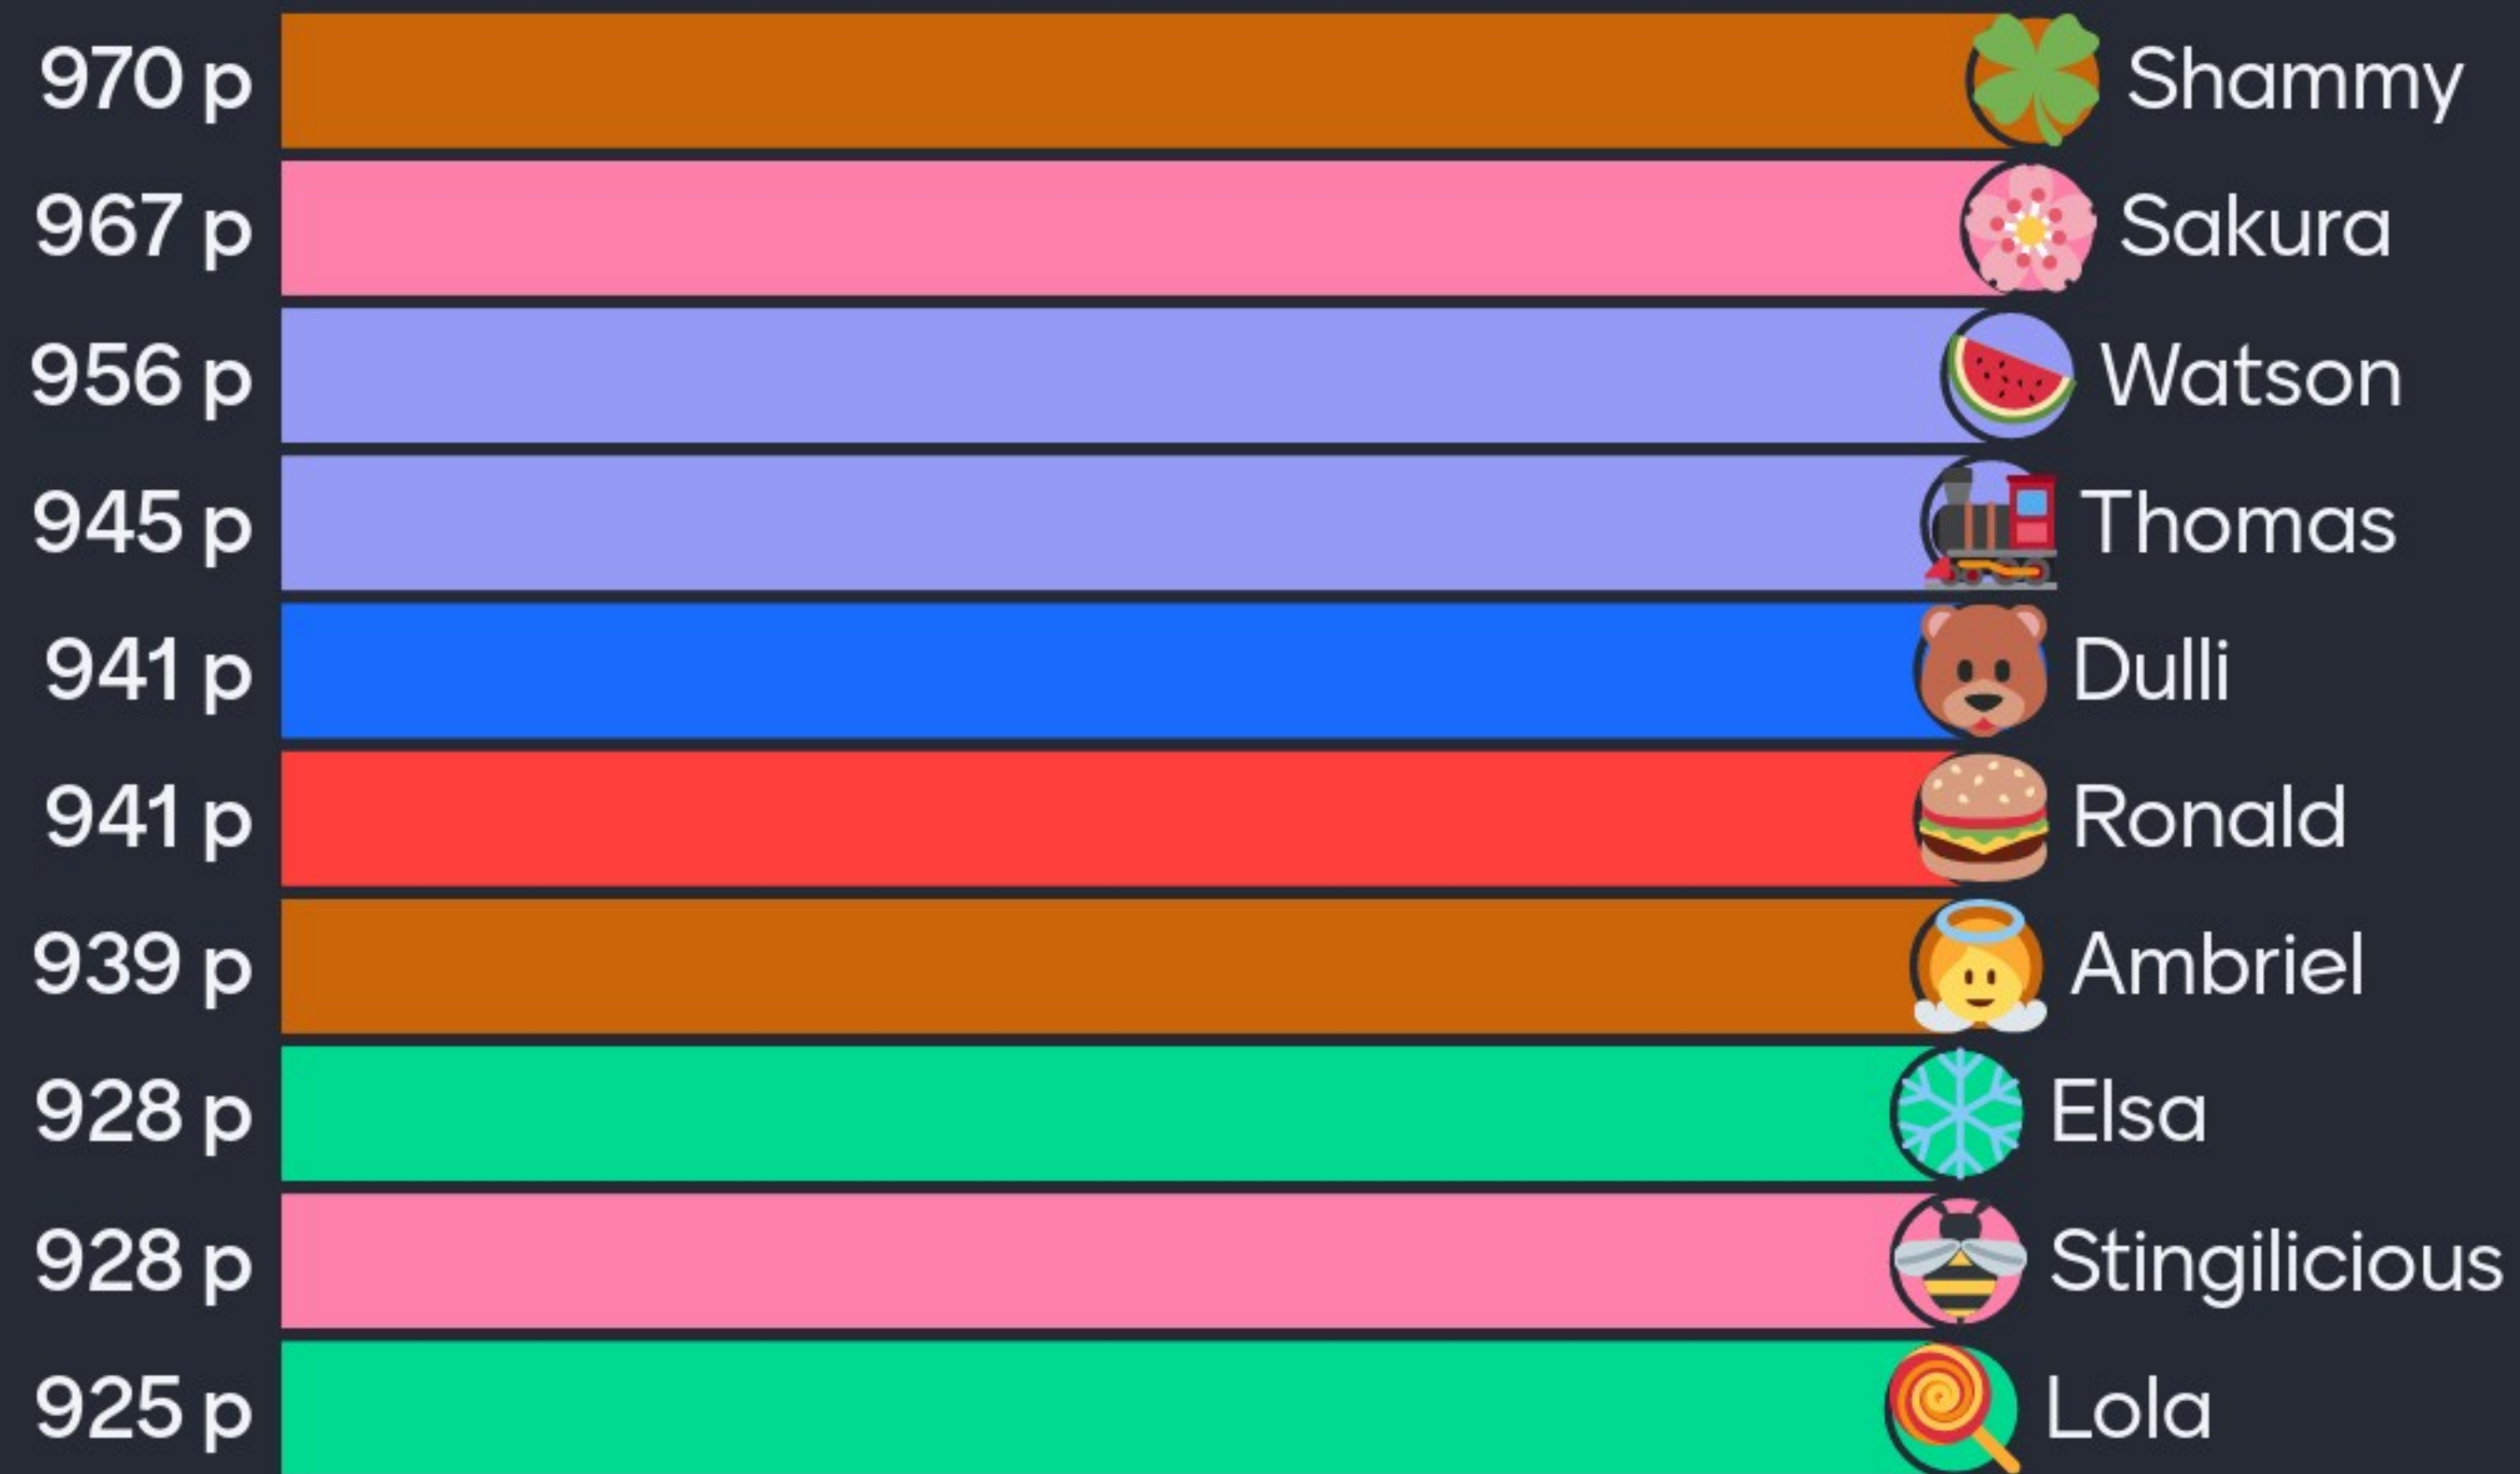 970 p Shammy
967 p Sakura
956 p Watson
945 p Thomas
941 p Dulli
941 p Ronald
939 p Ambriel
928 p Elsa
928 p Stingilicious
925 p Lola